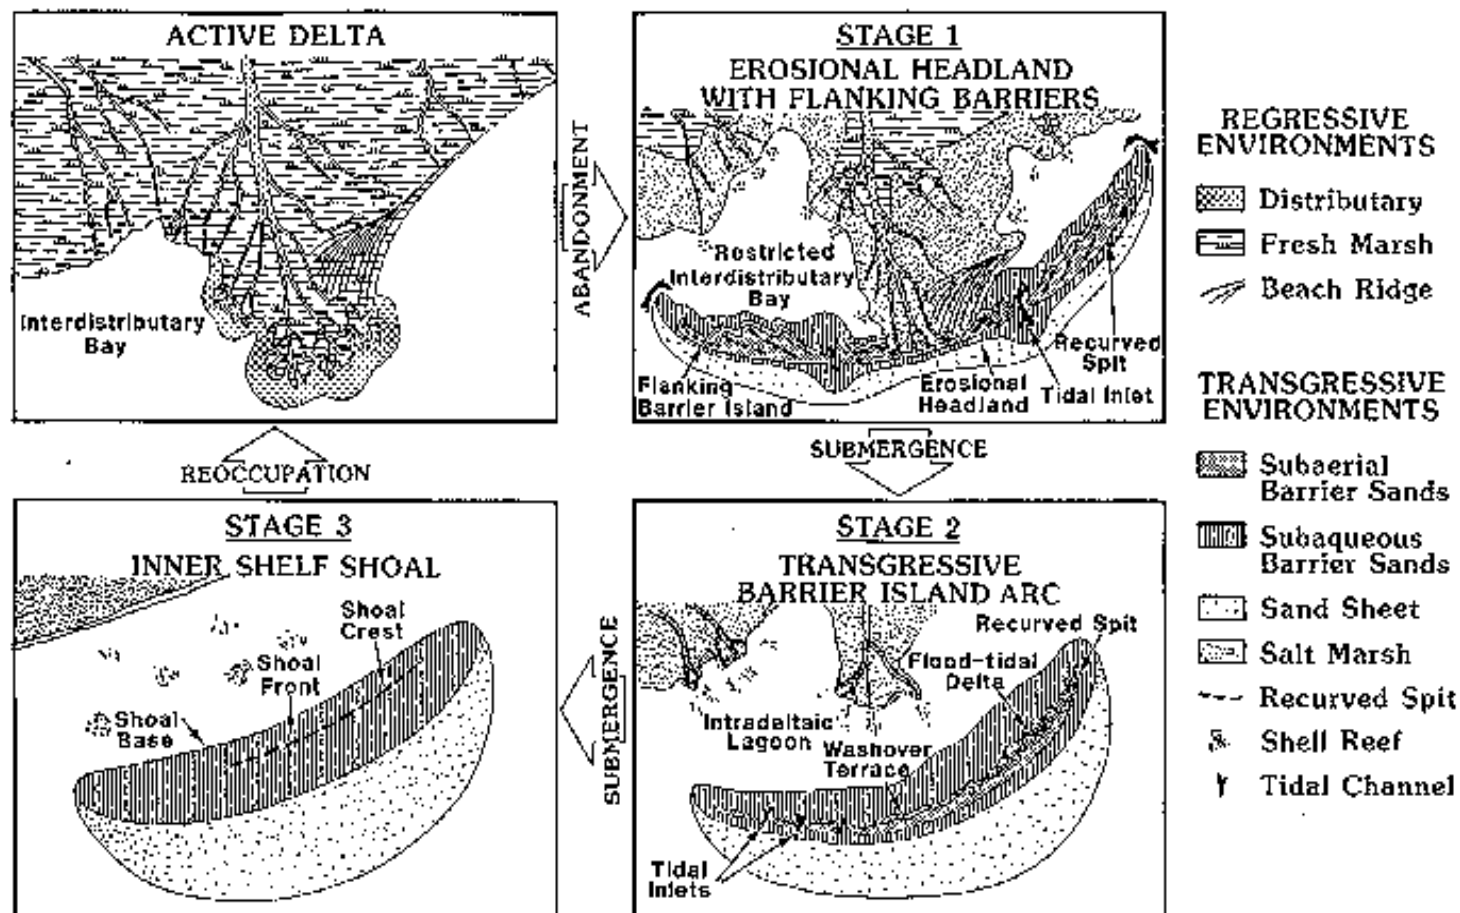 ACTIVE DELTA
Interdistributary
Bay
ABANDONMENT
STAGE 1
EROSIONAL HEADLAND
WITH FLANKING BARRIERS
Restricted
Interdistributary
Bay
Flanking
Barrier Island
Erosional
Headland
Recurved
Spit
Tidal Inlet
SUBMERGENCE
STAGE 2
TRANSGRESSIVE
BARRIER ISLAND ARC
Recurved Spit
Flood-tidal
Delta
Intradeltaic
Lagoon
Washover
Terrace
Tidal
Inlets
SUBMERGENCE
STAGE 3
INNER SHELF SHOAL
Shoal
Crest
Shoal
Front
Shoal
Base
REOCCUPATION
REGRESSIVE
ENVIRONMENTS
Distributary
Fresh Marsh
Beach Ridge
TRANSGRESSIVE
ENVIRONMENTS
Subaerial
Barrier Sands
Subaqueous
Barrier Sands
Sand Sheet
Salt Marsh
Recurved Spit
Shell Reef
Tidal Channel